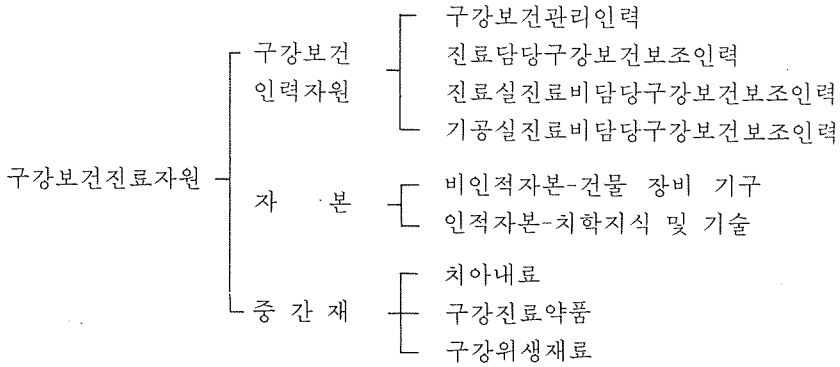 구강보건진료자원
구강보건
인력자원
구강보건관리인력
진료담당구강보건보조인력
진료실진료비담당구강보건보조인력
기공실진료비담당구강보건보조인력
자 본
비인적자본-건물 장비 기구
인적자본-치학지식 및 기술
중 간 재
치아내료
구강진료약품
구강위생재료